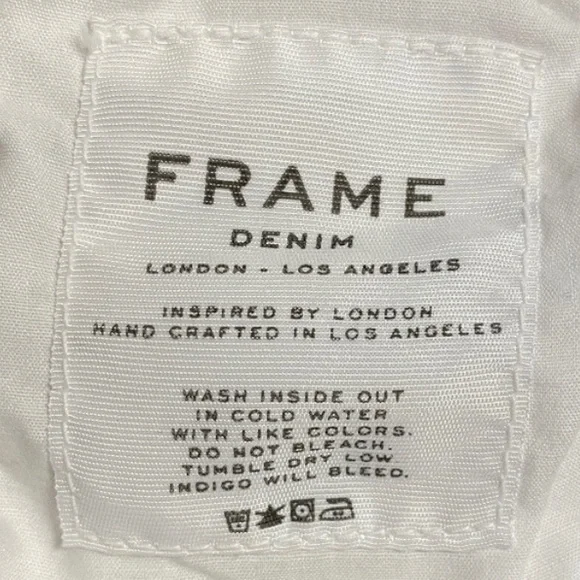 FRAME
DENIM
LONDON - LOS ANGELES
INSPIRED BY LONDON
HAND CRAFTED IN LOS ANGELES
WASH INSIDE OUT
IN COLD WATER
WITH LIKE COLORS.
DO NOT BLEACH.
TUMBLE DRY LOW
INDIGO WILL BLEED.